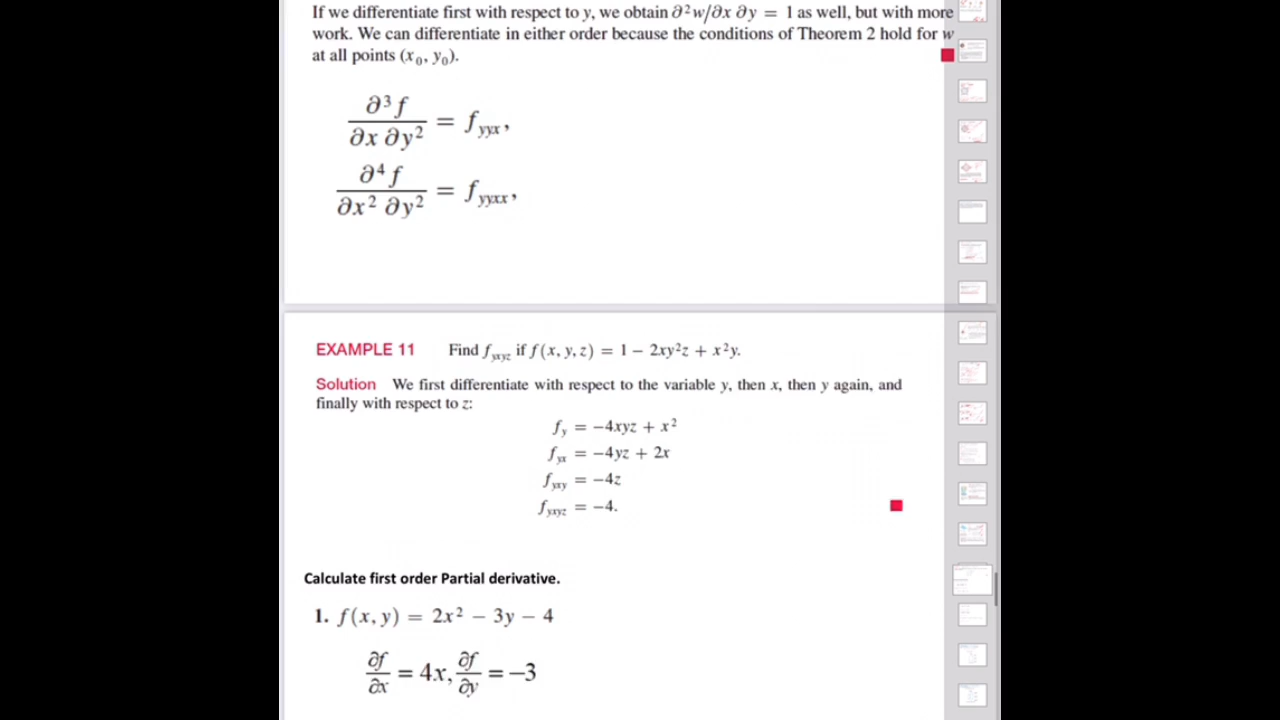 If we differentiate first with respect to y, we obtain ∂²w/∂x ∂y = 1 as well, but with more
work. We can differentiate in either order because the conditions of Theorem 2 hold for w
at all points (x₀, y₀).
∂³f / ∂x ∂y² = f_yyx,
∂⁴f / ∂x² ∂y² = f_yyxx,
EXAMPLE 11 Find f_yxyz if f(x, y, z) = 1 − 2xy²z + x²y.
Solution We first differentiate with respect to the variable y, then x, then y again, and
finally with respect to z:
f_y = −4xyz + x²
f_yx = −4yz + 2x
f_yxy = −4z
f_yxyz = −4.
Calculate first order Partial derivative.
1. f(x, y) = 2x² − 3y − 4
∂f/∂x = 4x, ∂f/∂y = −3